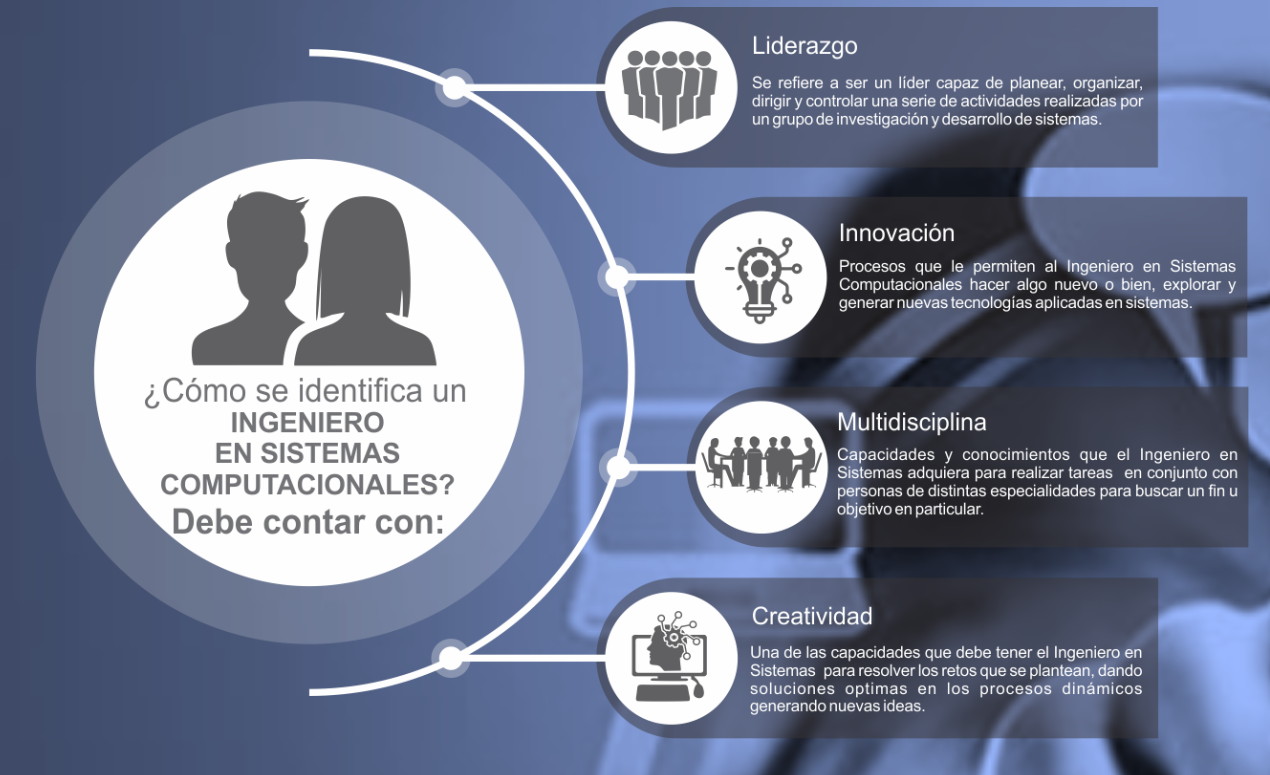 ¿Cómo se identifica un
INGENIERO
EN SISTEMAS
COMPUTACIONALES?
Debe contar con:
Liderazgo
Se refiere a ser un líder capaz de planear, organizar,
dirigir y controlar una serie de actividades realizadas por
un grupo de investigación y desarrollo de sistemas.
Innovación
Procesos que le permiten al Ingeniero en Sistemas
Computacionales hacer algo nuevo o bien, explorar y
generar nuevas tecnologías aplicadas en sistemas.
Multidisciplina
Capacidades y conocimientos que el Ingeniero en
Sistemas adquiera para realizar tareas en conjunto con
personas de distintas especialidades para buscar un fin u
objetivo en particular.
Creatividad
Una de las capacidades que debe tener el Ingeniero en
Sistemas para resolver los retos que se plantean, dando
soluciones optimas en los procesos dinámicos
generando nuevas ideas.